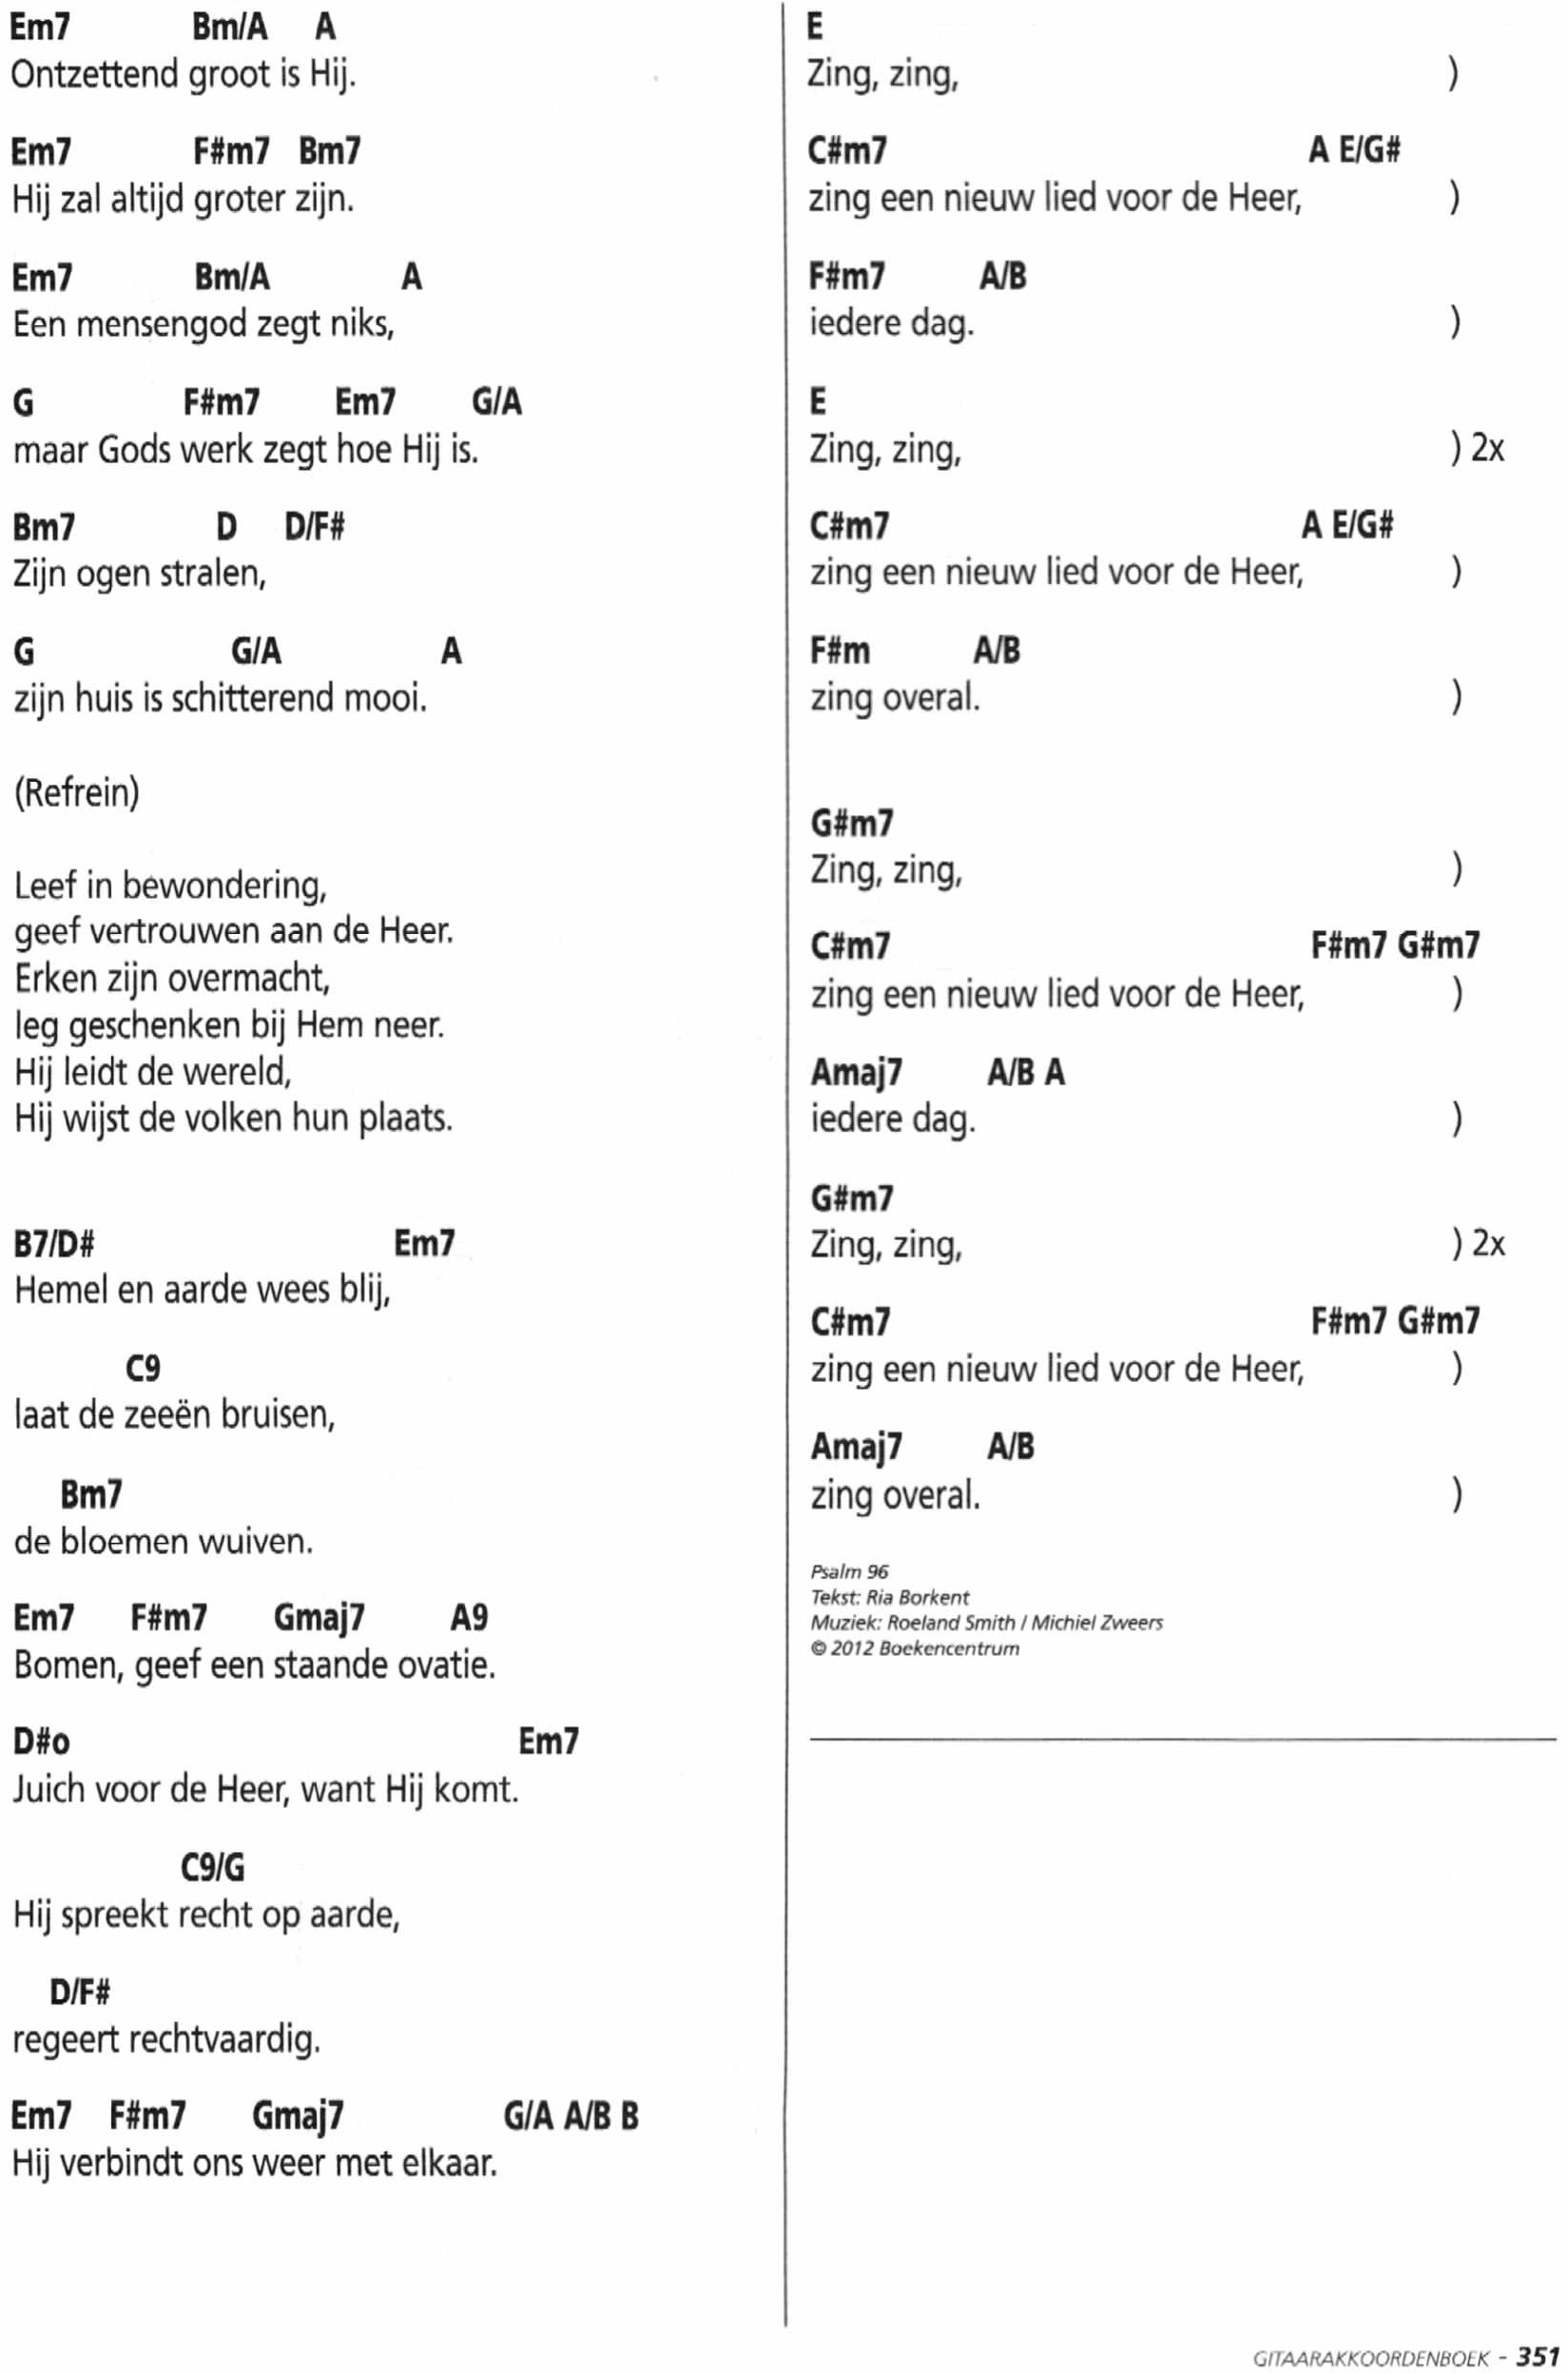 Em7 Bm/A A
Ontzettend groot is Hij.
Em7 F#m7 Bm7
Hij zal altijd groter zijn.
Em7 Bm/A A
Een mensengod zegt niks,
G F#m7 Em7 G/A
maar Gods werk zegt hoe Hij is.
Bm7 D D/F#
Zijn ogen stralen,
G G/A A
zijn huis is schitterend mooi.
(Refrein)
Leef in bewondering,
geef vertrouwen aan de Heer.
Erken zijn overmacht,
leg geschenken bij Hem neer.
Hij leidt de wereld,
Hij wijst de volken hun plaats.
B7/D# Em7
Hemel en aarde wees blij,
C9
laat de zeeën bruisen,
Bm7
de bloemen wuiven.
Em7 F#m7 Gmaj7 A9
Bomen, geef een staande ovatie.
D#o Em7
Juich voor de Heer, want Hij komt.
C9/G
Hij spreekt recht op aarde,
D/F#
regeert rechtvaardig.
Em7 F#m7 Gmaj7 G/A A/B B
Hij verbindt ons weer met elkaar.
E
Zing, zing, )
C#m7 A E/G#
zing een nieuw lied voor de Heer, )
F#m7 A/B
iedere dag. )
E
Zing, zing, ) 2x
C#m7 A E/G#
zing een nieuw lied voor de Heer, )
F#m A/B
zing overal. )
G#m7
Zing, zing, )
C#m7 F#m7 G#m7
zing een nieuw lied voor de Heer, )
Amaj7 A/B A
iedere dag. )
G#m7
Zing, zing, ) 2x
C#m7 F#m7 G#m7
zing een nieuw lied voor de Heer, )
Amaj7 A/B
zing overal. )
Psalm 96
Tekst: Ria Borkent
Muziek: Roeland Smith / Michiel Zweers
© 2012 Boekencentrum
GITAARAKKOORDENBOEK - 351